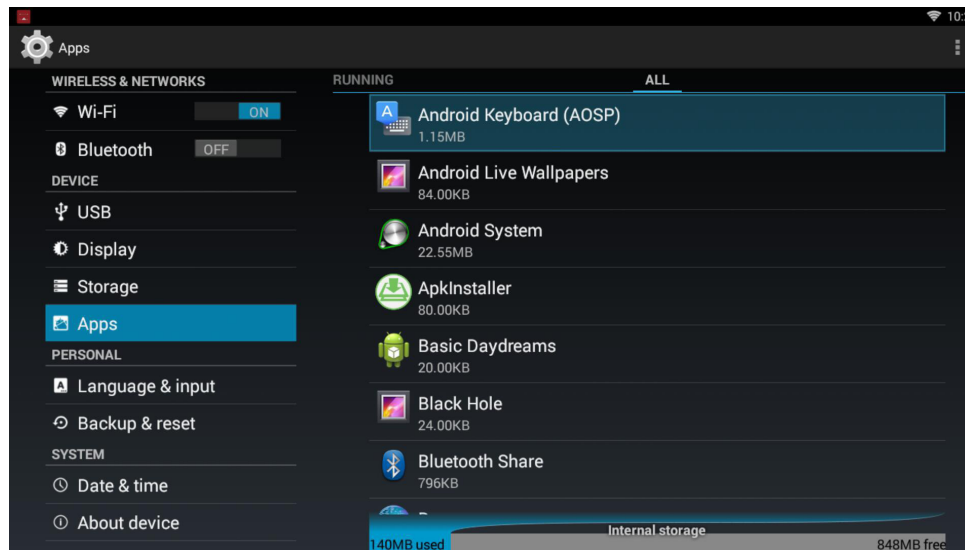 10:
Apps
WIRELESS & NETWORKS
Wi-Fi ON
Bluetooth OFF
DEVICE
USB
Display
Storage
Apps
PERSONAL
Language & input
Backup & reset
SYSTEM
Date & time
About device
RUNNING ALL
Android Keyboard (AOSP)
1.15MB
Android Live Wallpapers
84.00KB
Android System
22.55MB
ApkInstaller
80.00KB
Basic Daydreams
20.00KB
Black Hole
24.00KB
Bluetooth Share
796KB
Internal storage
140MB used 848MB free